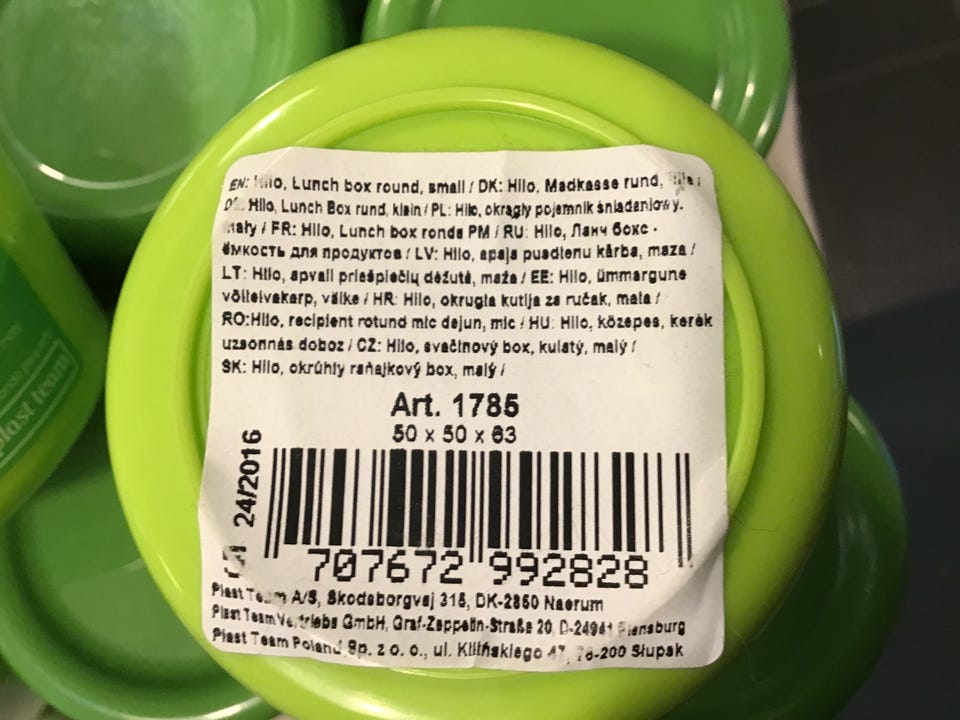 EN: Hilo, Lunch box round, small / DK: Hilo, Madkasse rund,
Hilo, Lunch Box rund, klein / PL: Hilo, okrągły pojemnik śniadaniowy,
mały / FR: Hilo, Lunch box ronde PM / RU: Hilo, Ланч бокс -
ёмкость для продуктов / LV: Hilo, apaļa pusdienu kārba, maza /
LT: Hilo, apvali priešpiečių dėžutė, maža / EE: Hilo, ümmargune
võileivakarp, väike / HR: Hilo, okrugla kutija za ručak, mala /
RO:Hilo, recipient rotund mic dejun, mic / HU: Hilo, közepes, kerek
uzsonnás doboz / CZ: Hilo, svačinový box, kulatý, malý /
SK: Hilo, okrúhly raňajkový box, malý /
Art. 1785
50 x 50 x 63
24/2016
5 707672 992828
Plast Team A/S, Skodsborgvej 315, DK-2850 Naerum
Plast Team Vertriebs GmbH, Graf-Zeppelin-Straße 20, D-24941 Flensburg
Plast Team Poland Sp. z o. o., ul. Kilińskiego 47, 76-200 Słupsk
plast team